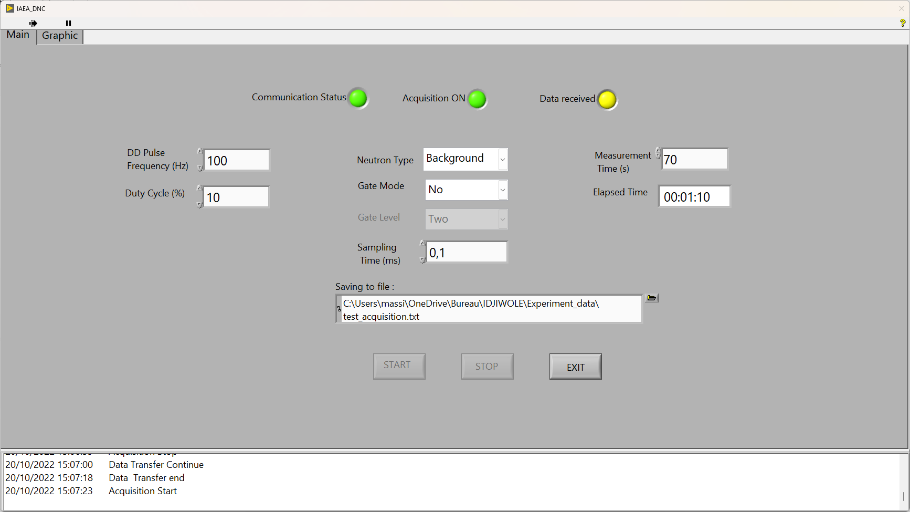 IAEA_DNC
Main Graphic
Communication Status Acquisition ON Data received
DD Pulse
Frequency (Hz)
100
Duty Cycle (%)
10
Neutron Type
Background
Gate Mode
No
Gate Level
Two
Sampling
Time (ms)
0,1
Measurement
Time (s)
70
Elapsed Time
00:01:10
Saving to file :
C:\Users\massi\OneDrive\Bureau\IDJIWOLE\Experiment_data\
test_acquisition.txt
START STOP EXIT
20/10/2022 15:07:00 Data Transfer Continue
20/10/2022 15:07:18 Data Transfer end
20/10/2022 15:07:23 Acquisition Start